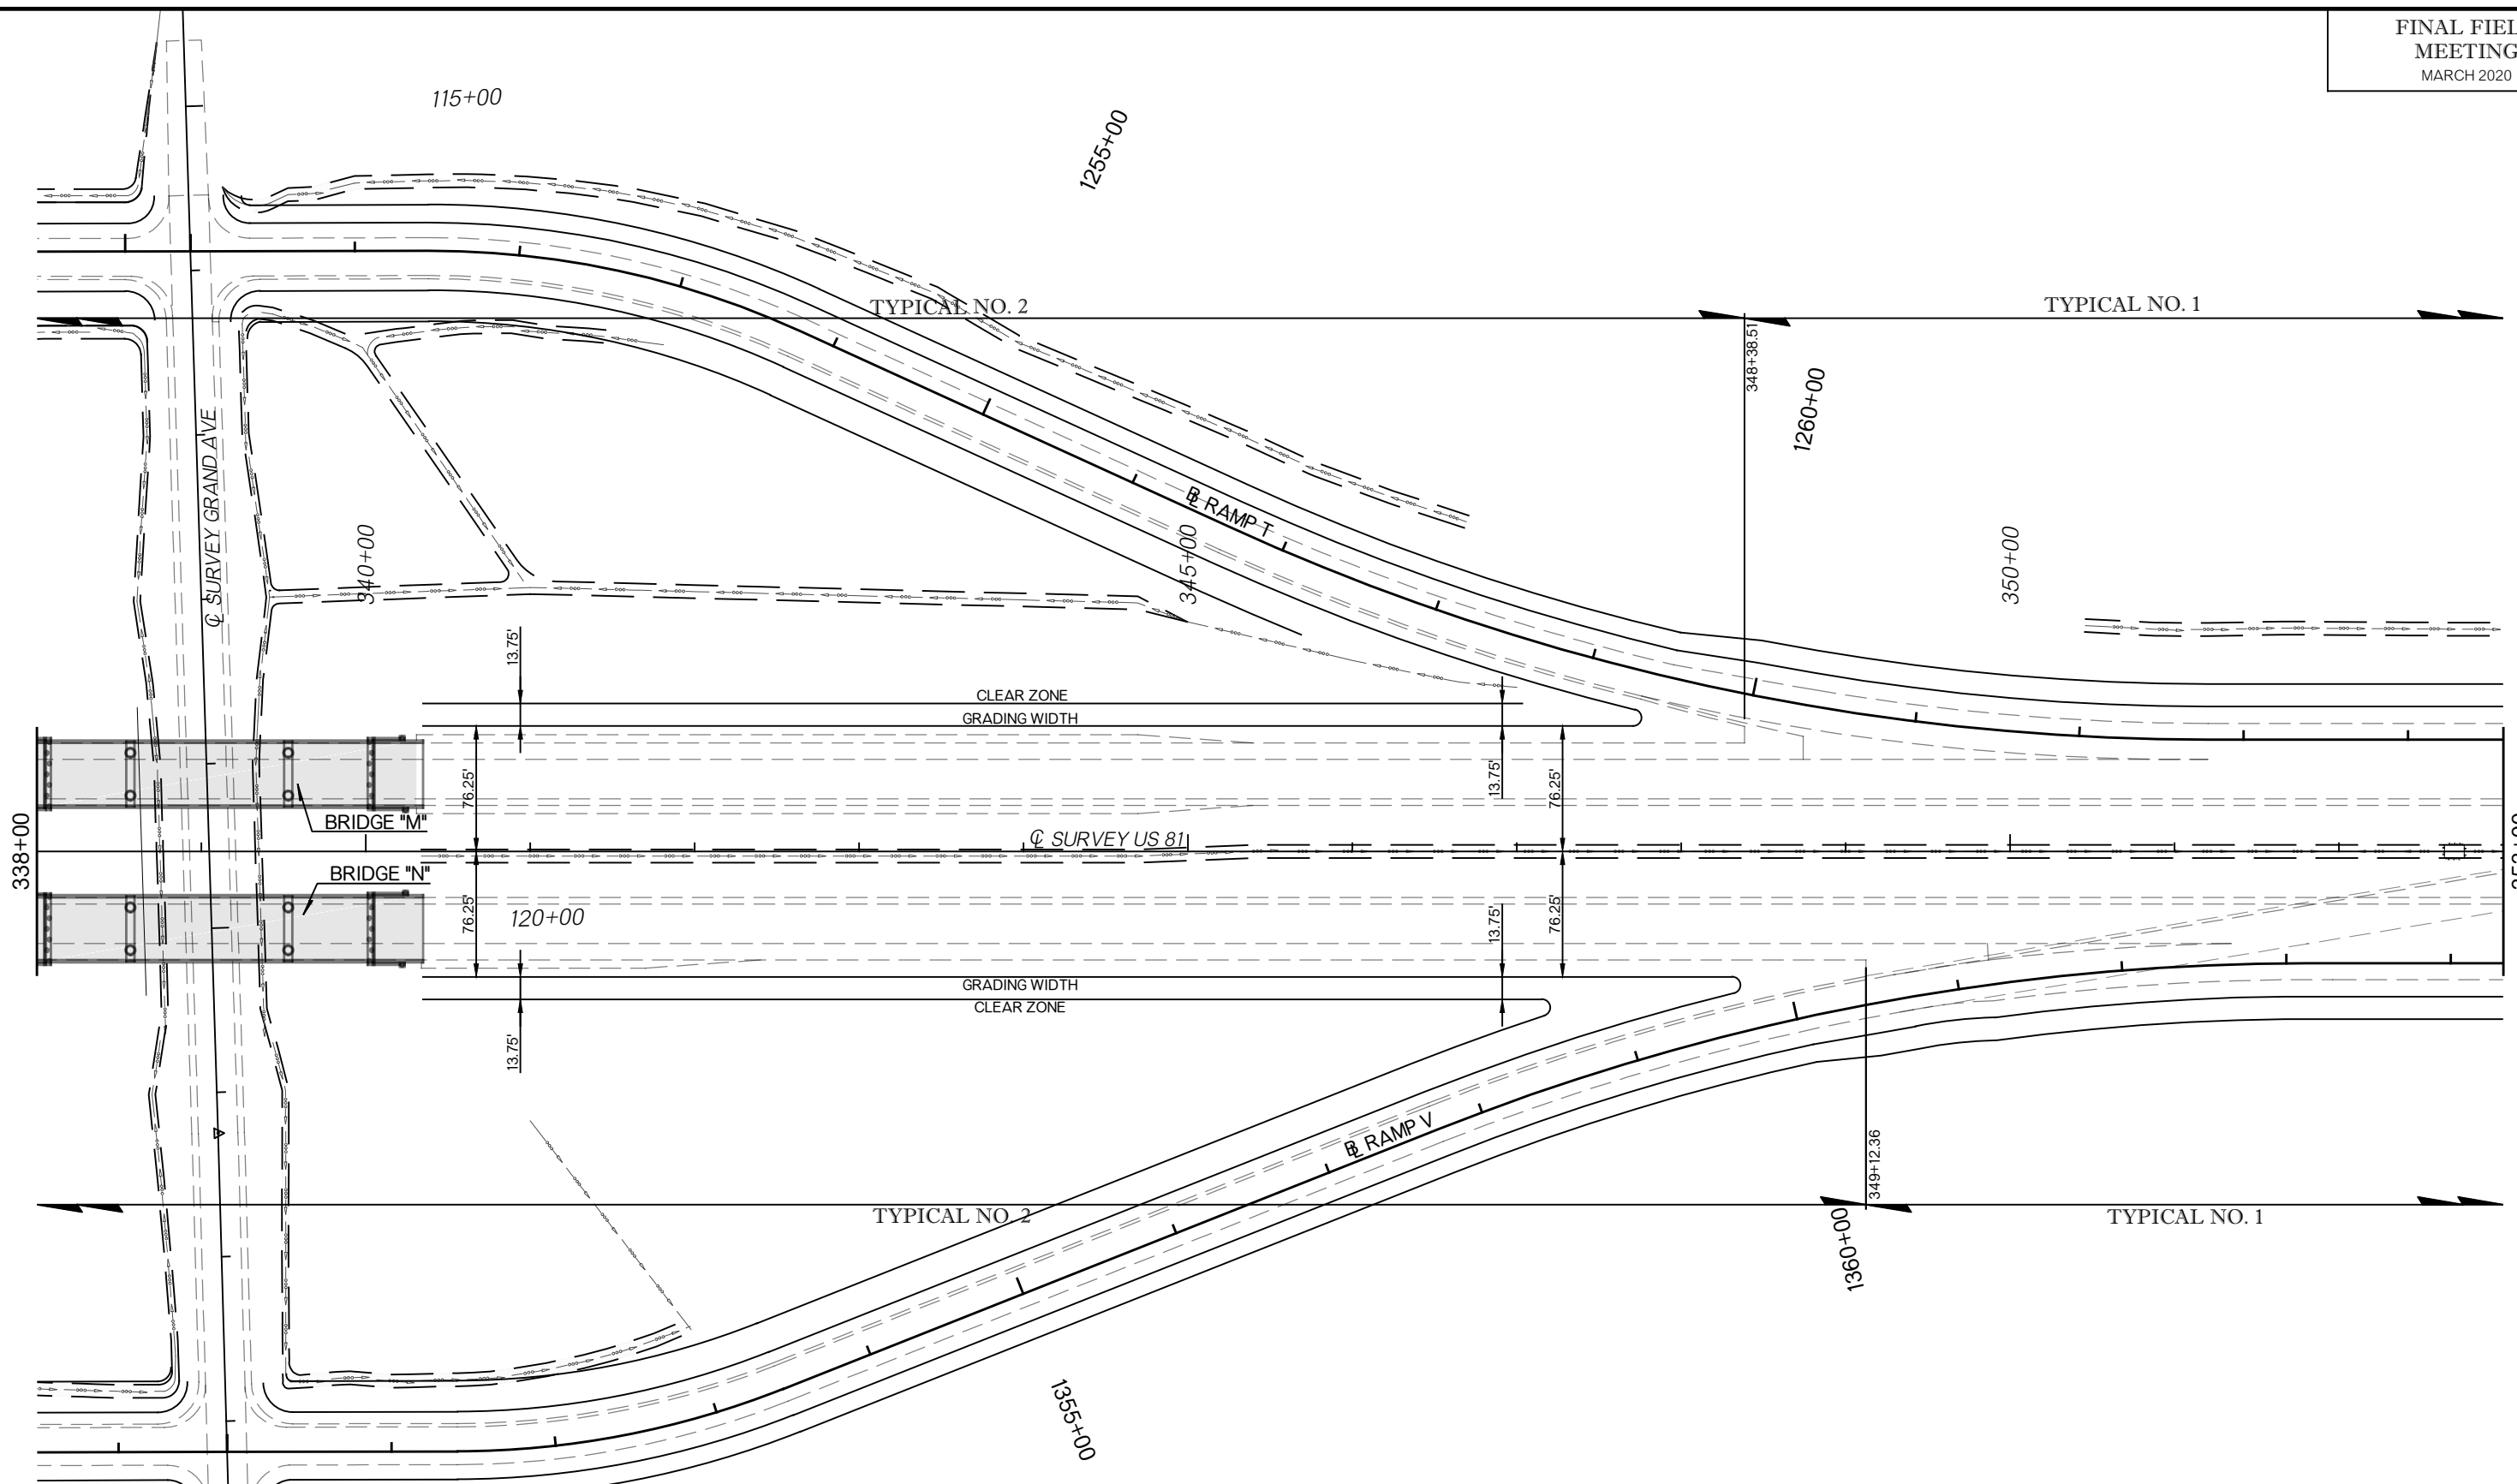 FINAL FIEL
MEETING
MARCH 2020
115+00
1255+00
TYPICAL NO. 2
TYPICAL NO. 1
348+38.51
1260+00
℄ SURVEY GRAND AVE
BL RAMP T
340+00
345+00
350+00
13.75'
CLEAR ZONE
GRADING WIDTH
76.25'
13.75'
76.25'
BRIDGE "M"
℄ SURVEY US 81
338+00
BRIDGE "N"
76.25'
120+00
13.75'
76.25'
GRADING WIDTH
CLEAR ZONE
13.75'
BL RAMP V
349+12.36
TYPICAL NO. 2
TYPICAL NO. 1
1360+00
1355+00